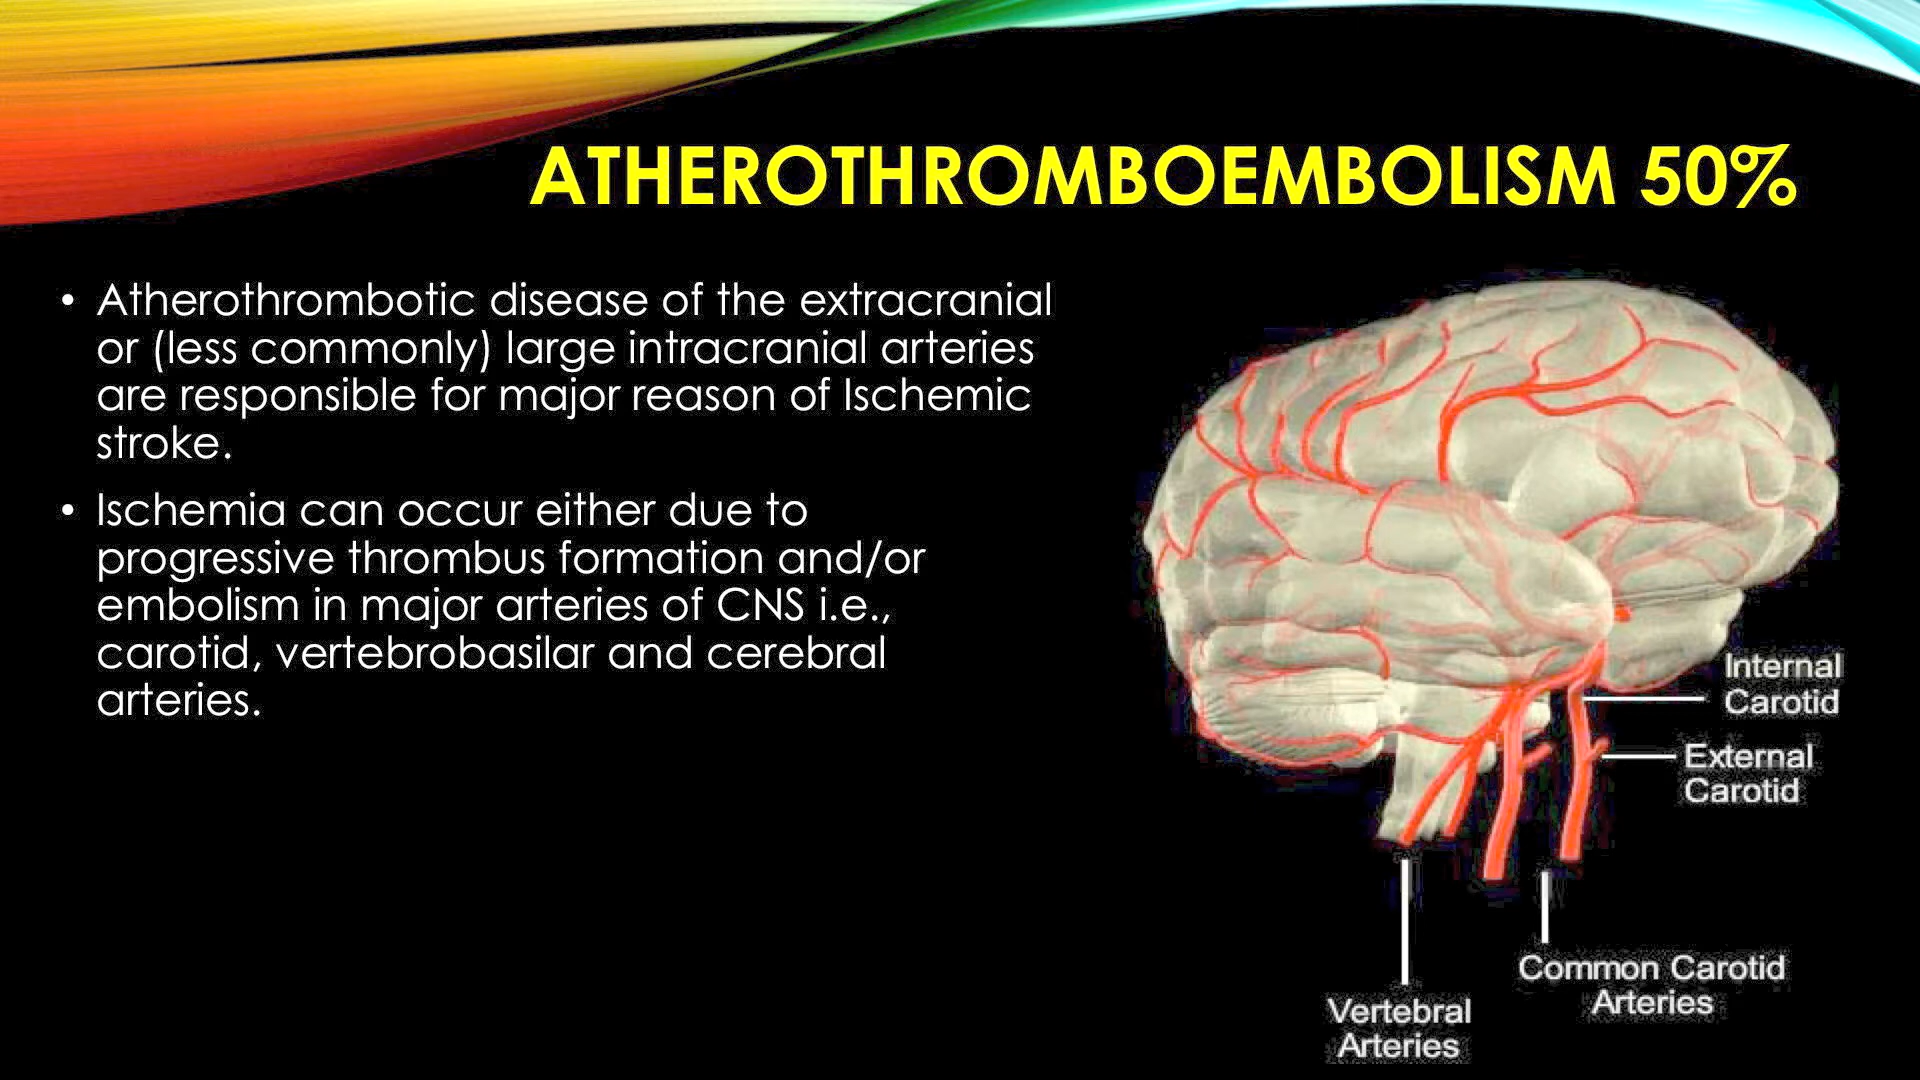 ATHEROTHROMBOEMBOLISM 50%
• Atherothrombotic disease of the extracranial
or (less commonly) large intracranial arteries
are responsible for major reason of Ischemic
stroke.
• Ischemia can occur either due to
progressive thrombus formation and/or
embolism in major arteries of CNS i.e.,
carotid, vertebrobasilar and cerebral
arteries.
Internal
Carotid
External
Carotid
Common Carotid
Arteries
Vertebral
Arteries